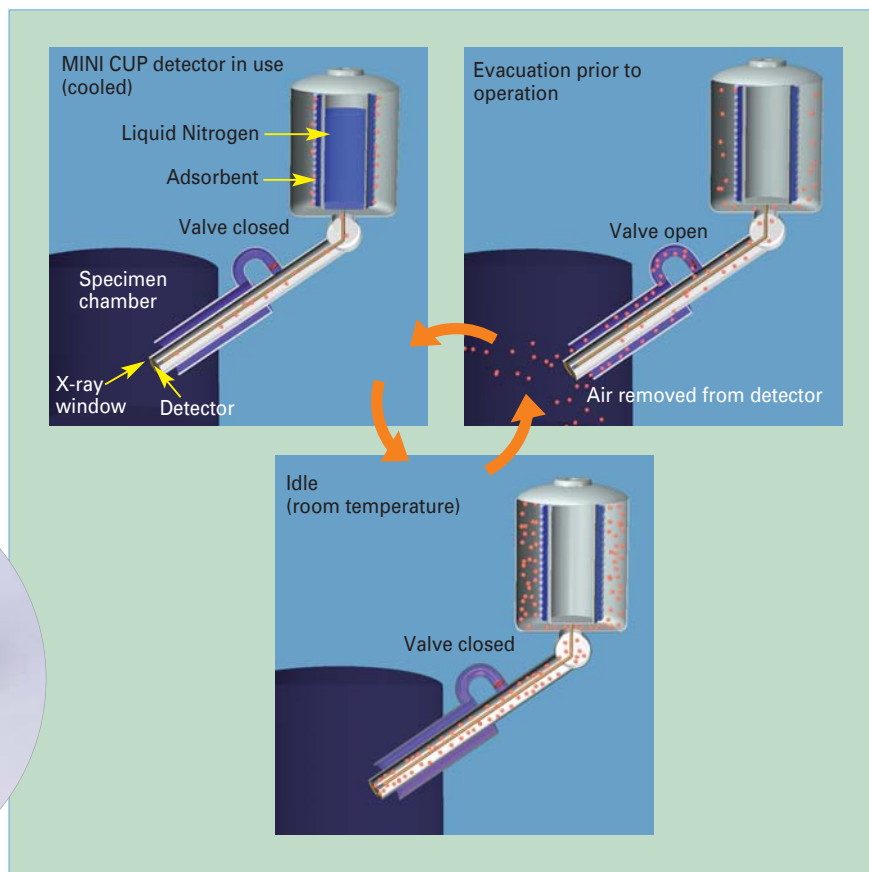 MINI CUP detector in use
(cooled)
Liquid Nitrogen
Adsorbent
Valve closed
Specimen
chamber
X-ray
window
Detector
Evacuation prior to
operation
Valve open
Air removed from detector
Idle
(room temperature)
Valve closed